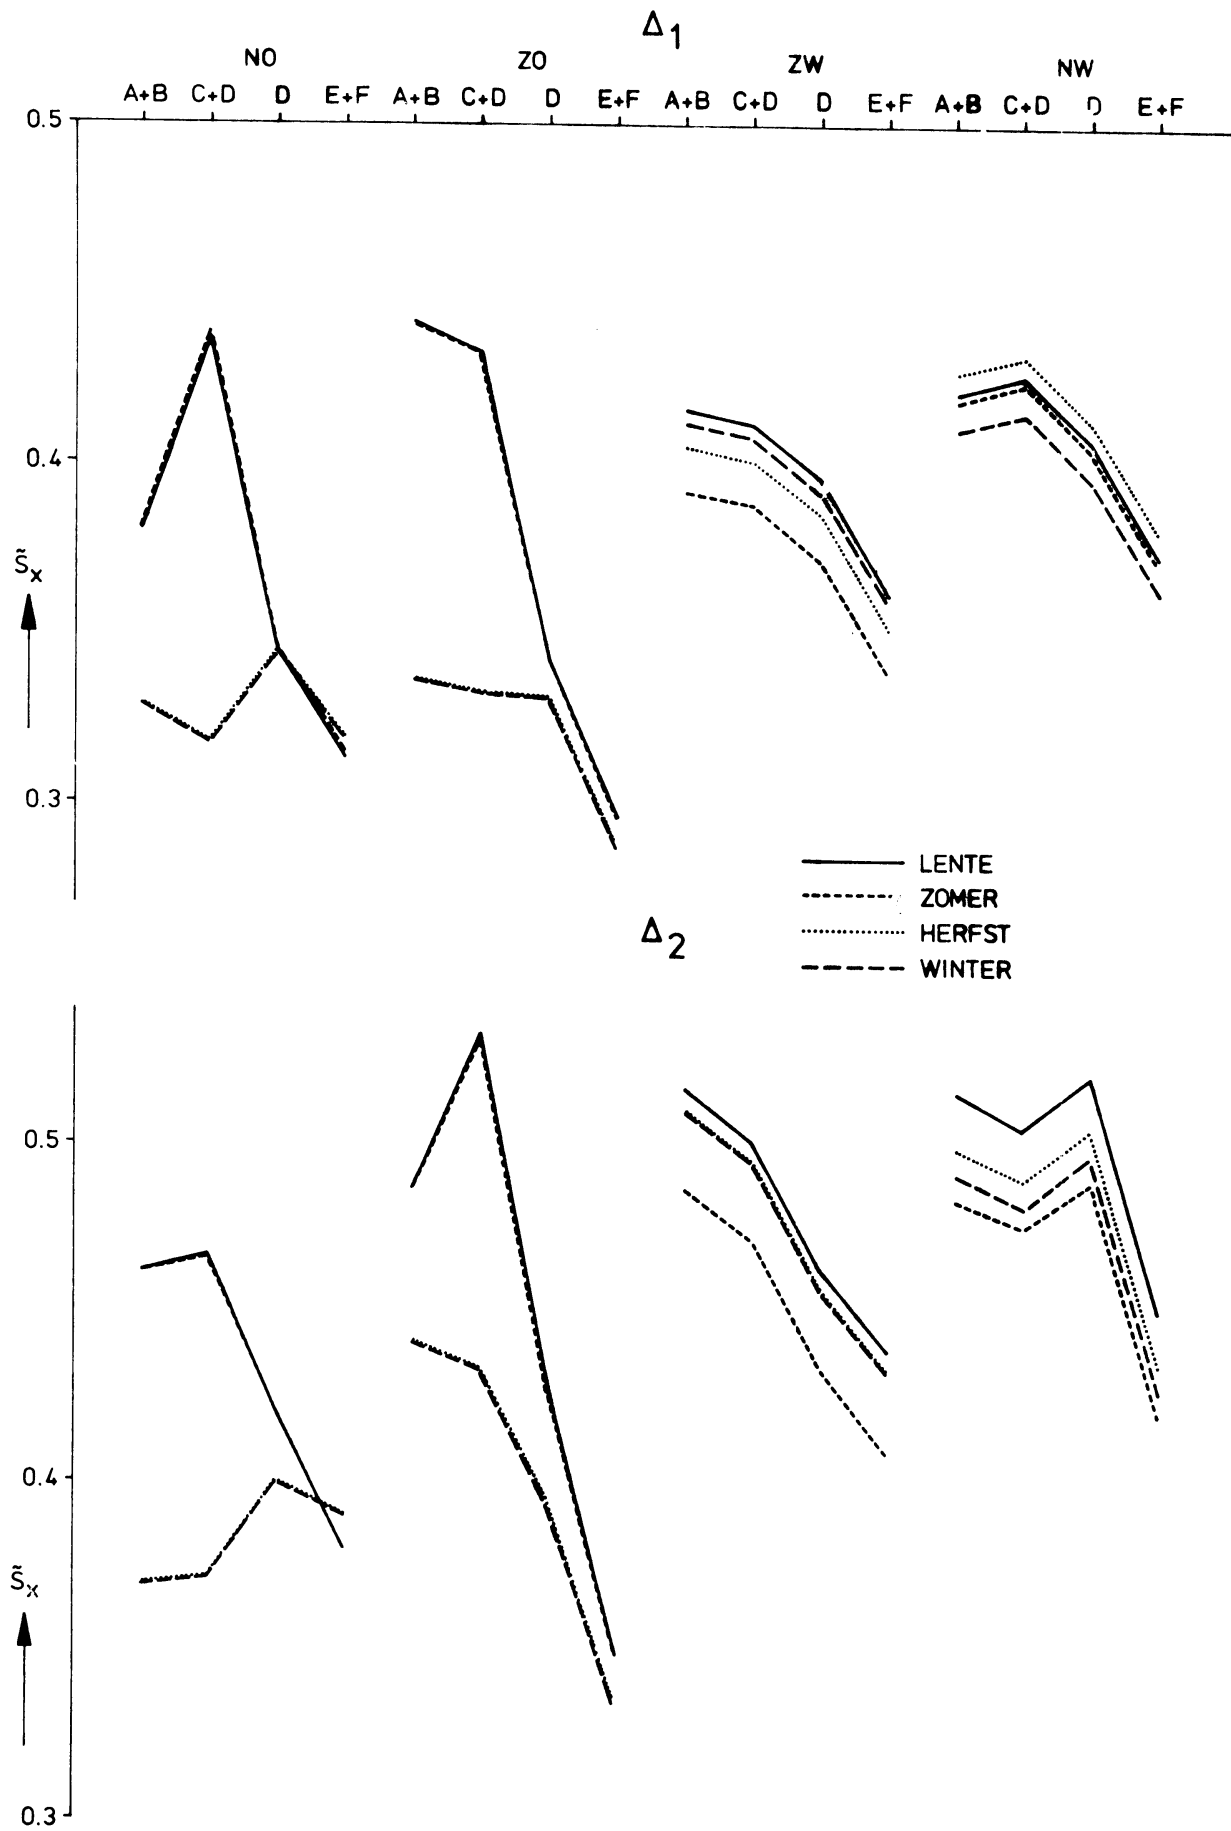 Δ1
NO ZO ZW NW
A+B C+D D E+F A+B C+D D E+F A+B C+D D E+F A+B C+D D E+F
0.5
0.4
S̃x
0.3
LENTE
ZOMER
HERFST
WINTER
Δ2
0.5
0.4
S̃x
0.3